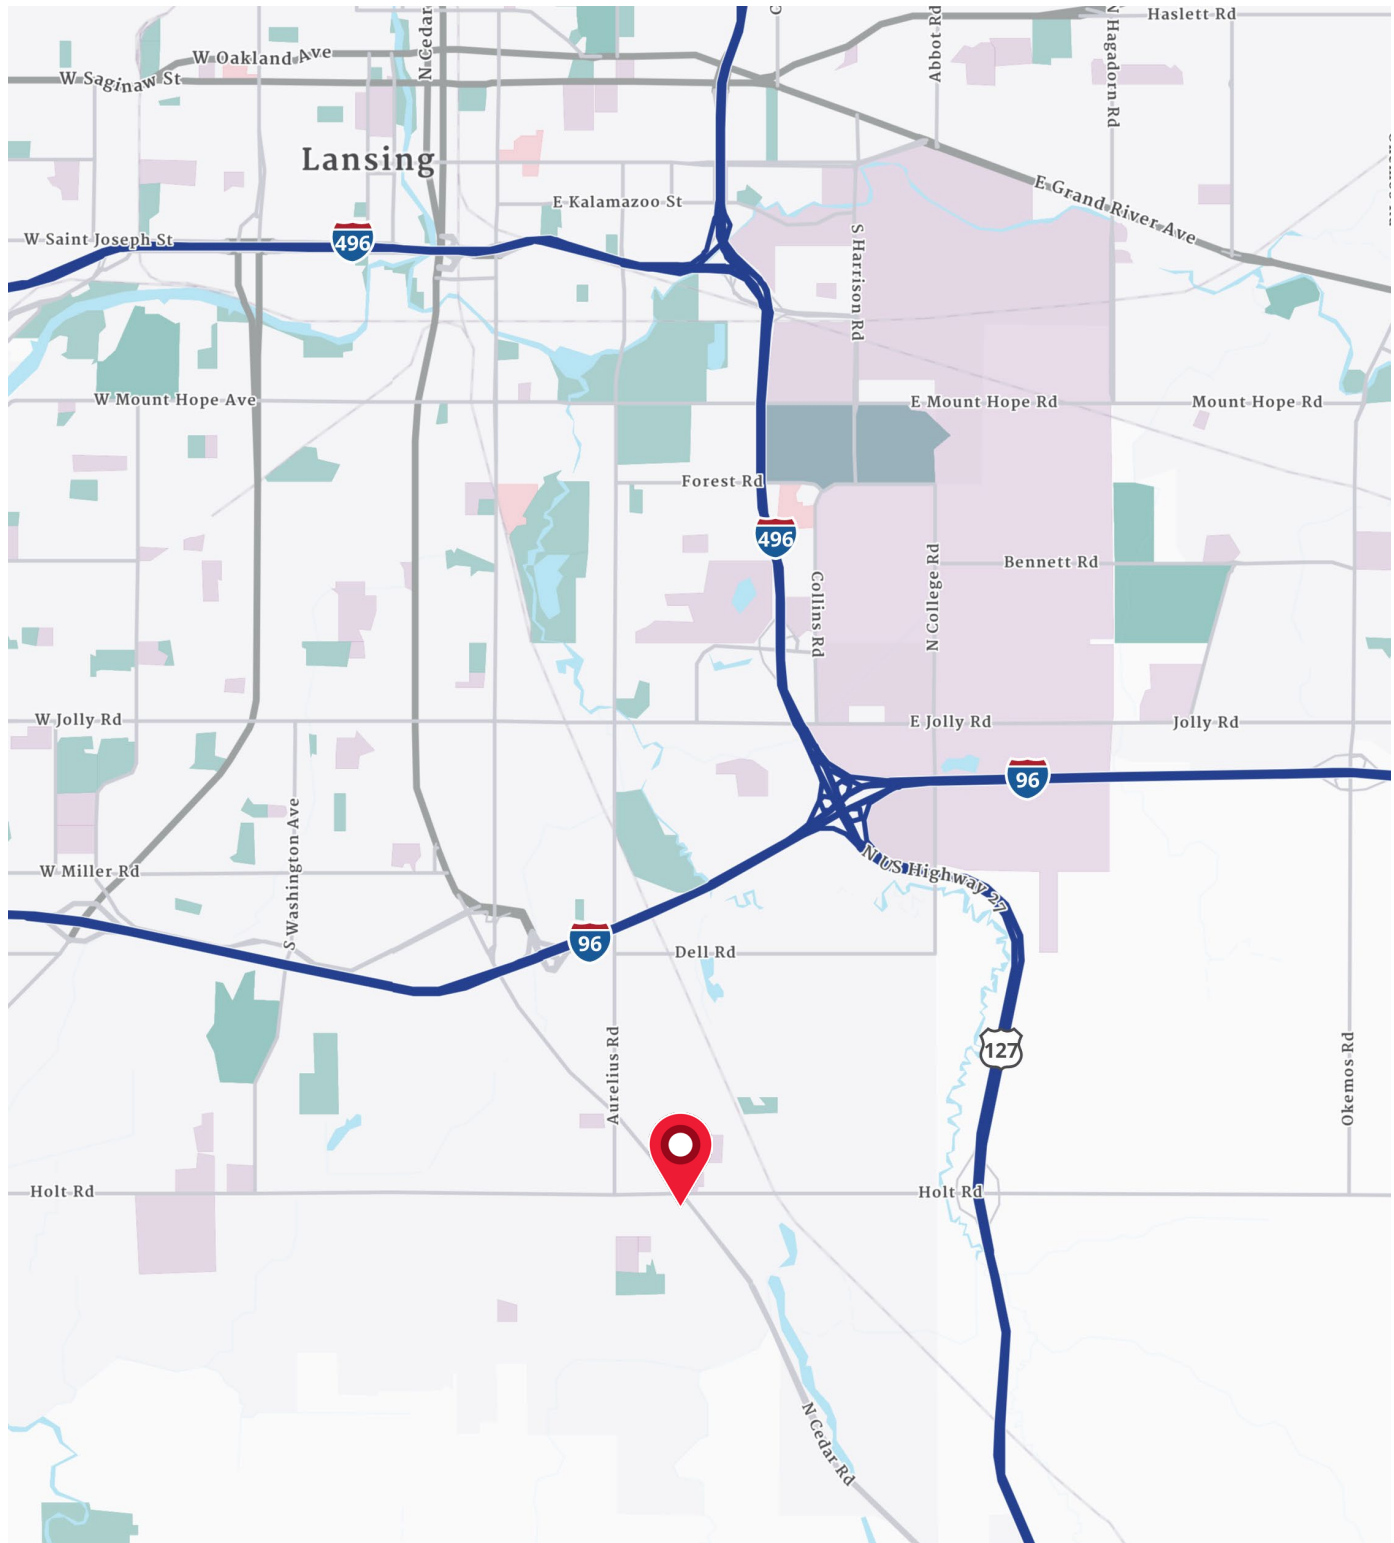 Haslett Rd
N Cedar
W Oakland Ave
Abbot Rd
N Hagadorn Rd
W Saginaw St
Lansing
E Grand River Ave
E Kalamazoo St
W Saint Joseph St
496
S Harrison Rd
W Mount Hope Ave
E Mount Hope Rd
Mount Hope Rd
Forest Rd
496
Bennett Rd
Collins Rd
N College Rd
W Jolly Rd
E Jolly Rd
Jolly Rd
96
S Washington Ave
W Miller Rd
N US Highway 27
96
Dell Rd
Aurelius Rd
127
Okemos Rd
Holt Rd
Holt Rd
N Cedar Rd